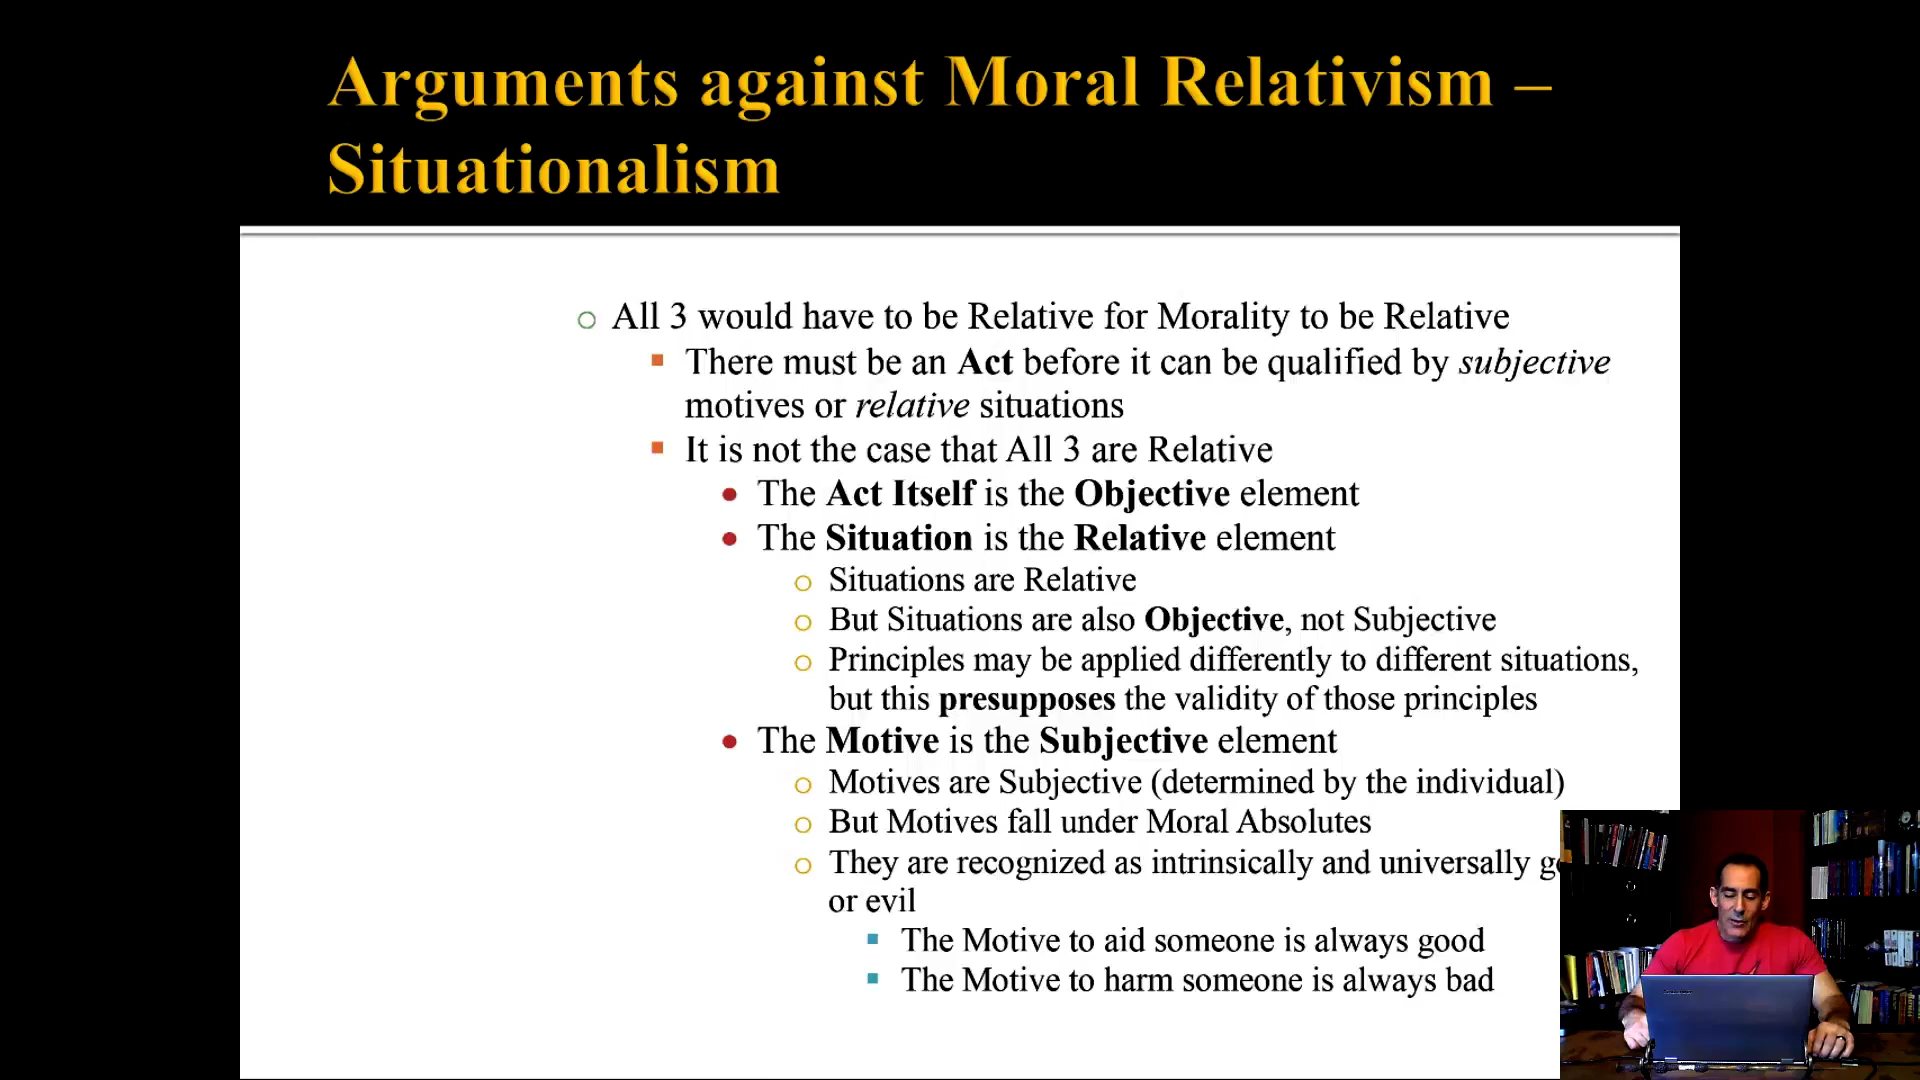 Arguments against Moral Relativism –
Situationalism
All 3 would have to be Relative for Morality to be Relative
There must be an Act before it can be qualified by subjective
motives or relative situations
It is not the case that All 3 are Relative
The Act Itself is the Objective element
The Situation is the Relative element
Situations are Relative
But Situations are also Objective, not Subjective
Principles may be applied differently to different situations,
but this presupposes the validity of those principles
The Motive is the Subjective element
Motives are Subjective (determined by the individual)
But Motives fall under Moral Absolutes
They are recognized as intrinsically and universally
or evil
The Motive to aid someone is always good
The Motive to harm someone is always bad